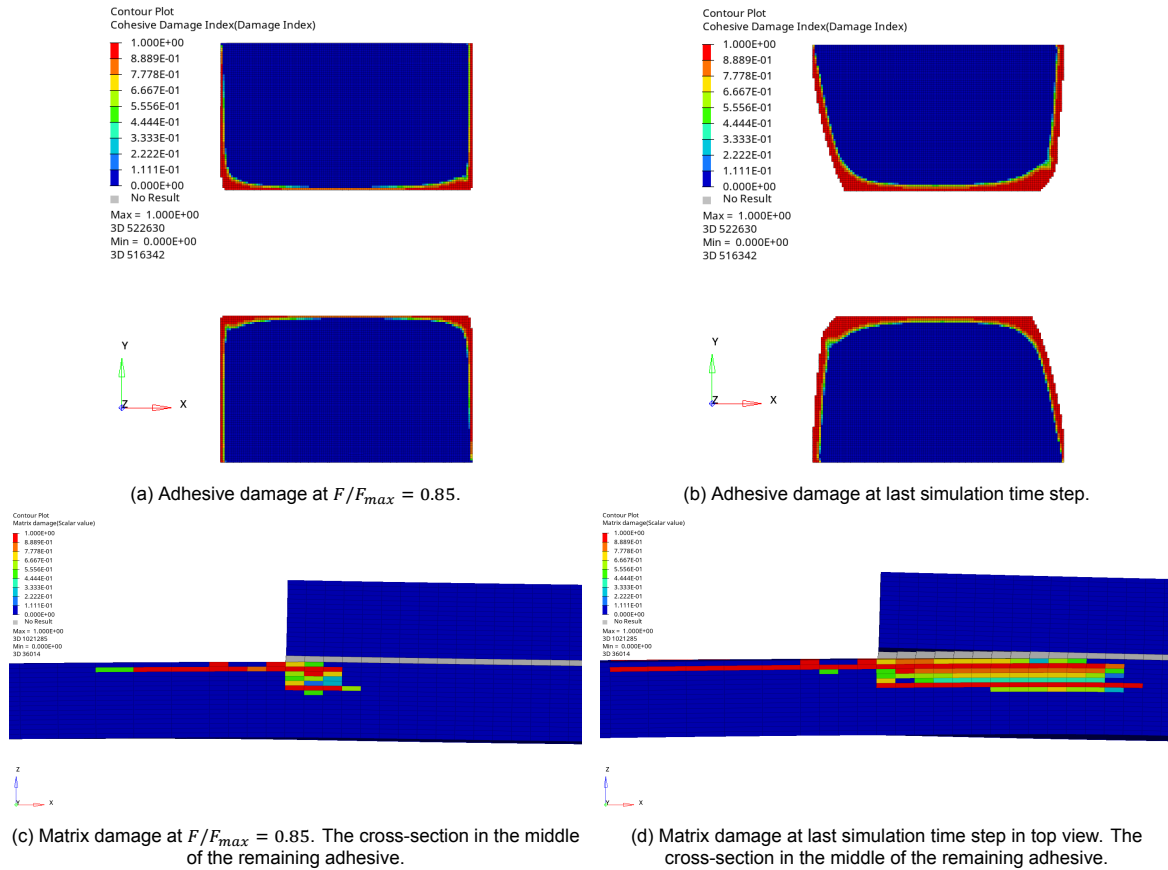 Contour Plot
Cohesive Damage Index(Damage Index)
1.000E+00
8.889E-01
7.778E-01
6.667E-01
5.556E-01
4.444E-01
3.333E-01
2.222E-01
1.111E-01
0.000E+00
No Result
Max = 1.000E+00
3D 522630
Min = 0.000E+00
3D 516342
Y
Z
X
(a) Adhesive damage at F/Fmax = 0.85.
Contour Plot
Cohesive Damage Index(Damage Index)
1.000E+00
8.889E-01
7.778E-01
6.667E-01
5.556E-01
4.444E-01
3.333E-01
2.222E-01
1.111E-01
0.000E+00
No Result
Max = 1.000E+00
3D 522630
Min = 0.000E+00
3D 516342
Y
Z
X
(b) Adhesive damage at last simulation time step.
Contour Plot
Matrix damage(Scalar value)
1.000E+00
8.889E-01
7.778E-01
6.667E-01
5.556E-01
4.444E-01
3.333E-01
2.222E-01
1.111E-01
0.000E+00
No Result
Max = 1.000E+00
3D 1021285
Min = 0.000E+00
3D 36014
Z
Y
X
(c) Matrix damage at F/Fmax = 0.85. The cross-section in the middle
of the remaining adhesive.
Contour Plot
Matrix damage(Scalar value)
1.000E+00
8.889E-01
7.778E-01
6.667E-01
5.556E-01
4.444E-01
3.333E-01
2.222E-01
1.111E-01
0.000E+00
No Result
Max = 1.000E+00
3D 1021285
Min = 0.000E+00
3D 36014
Z
Y
X
(d) Matrix damage at last simulation time step in top view. The
cross-section in the middle of the remaining adhesive.